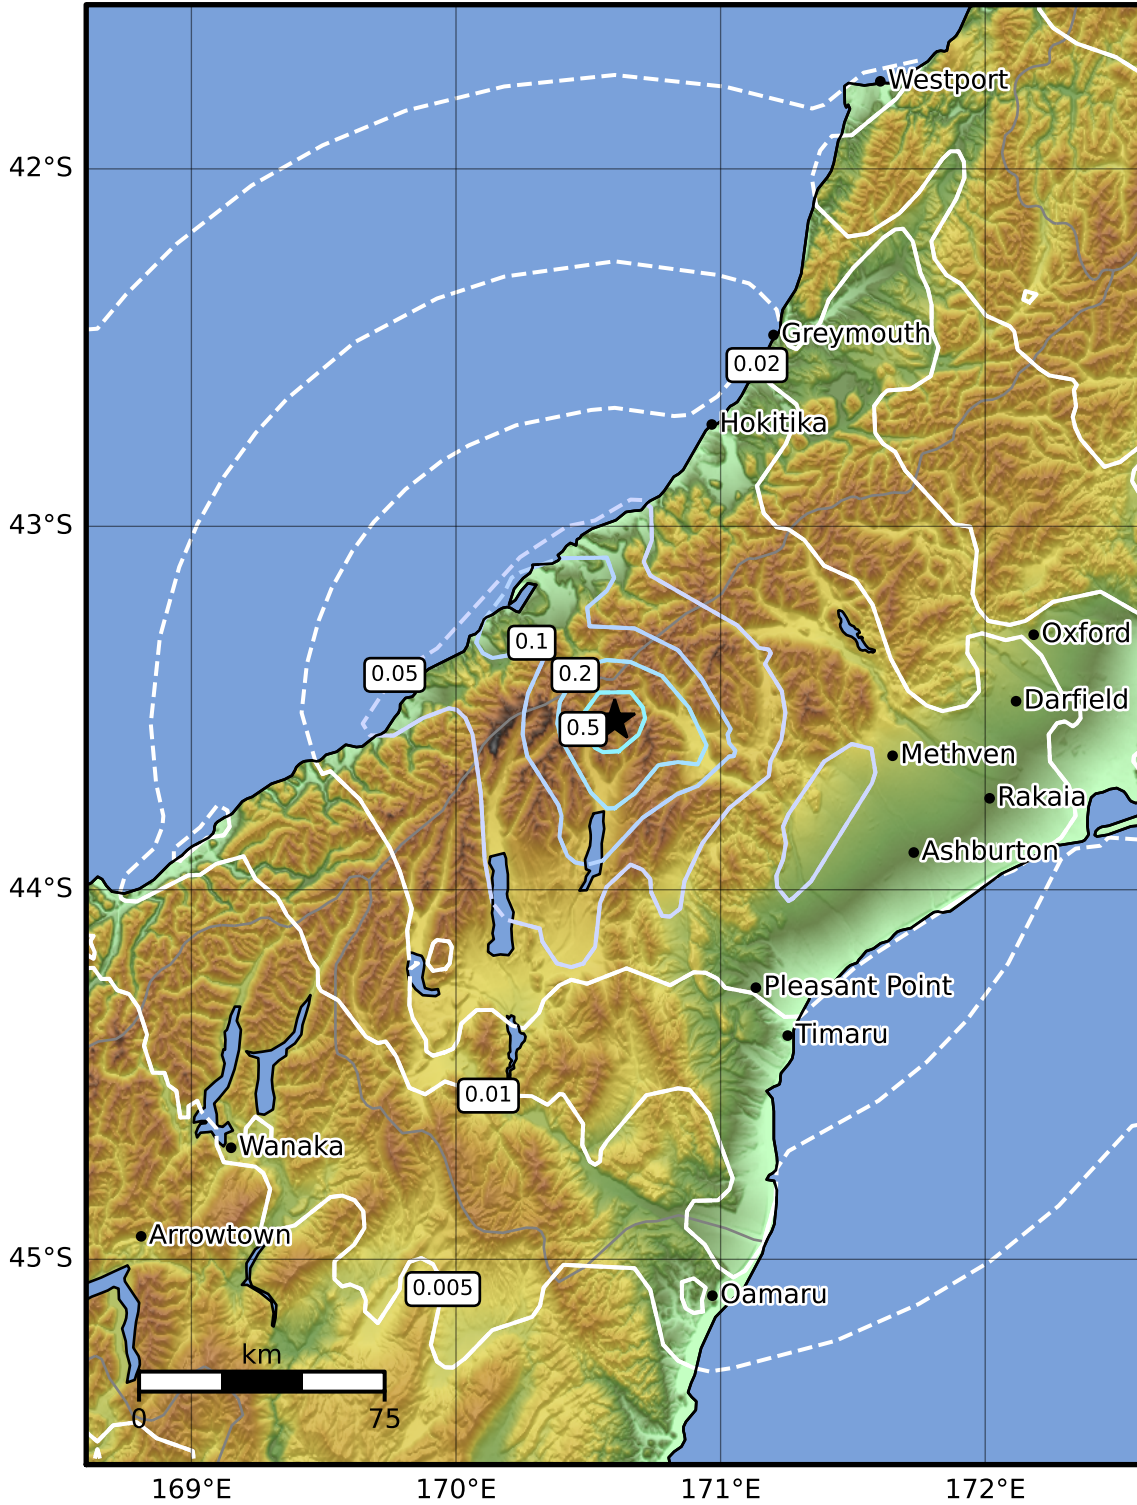 Westport
42°S
Greymouth
0.02
Hokitika
43°S
Oxford
0.1
0.05
0.2
Darfield
0.5
Methven
Rakaia
Ashburton
44°S
Pleasant Point
Timaru
0.01
Wanaka
Arrowtown
45°S
0.005
Oamaru
km
0 75
169°E 170°E 171°E 172°E